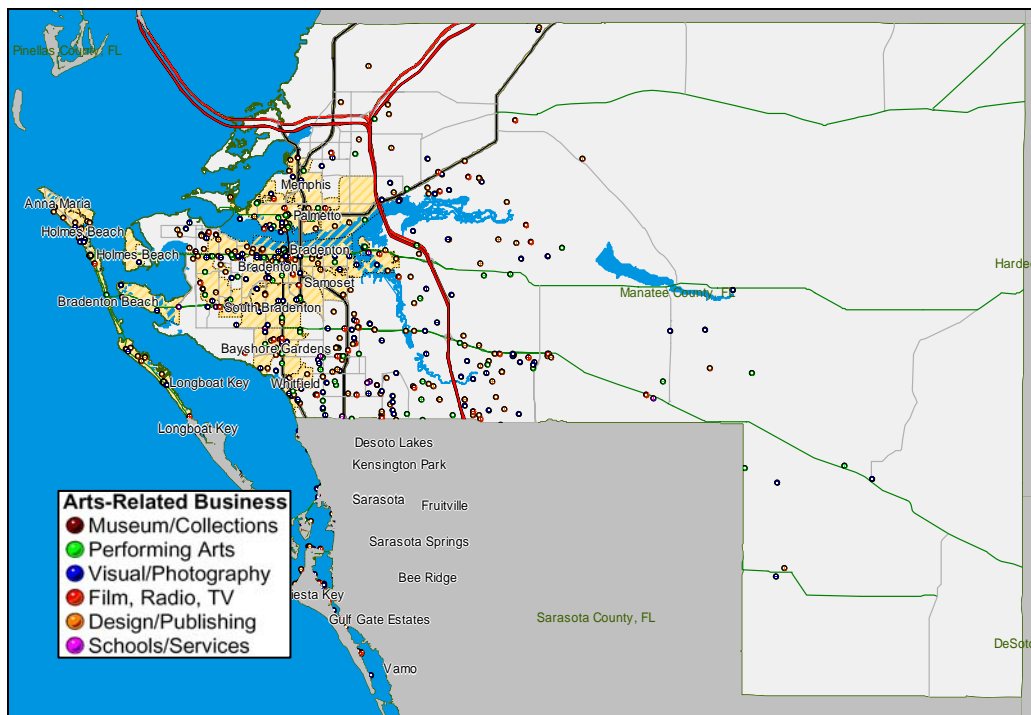 Pinellas County, FL
Memphis
Anna Maria
Palmetto
Holmes Beach
Bradenton
Holmes Beach
Bradenton
Samoset
Manatee County, FL
Bradenton Beach
South Bradenton
Bayshore Gardens
Longboat Key
Whitfield
Longboat Key
Desoto Lakes
Kensington Park
Sarasota
Fruitville
Sarasota Springs
Bee Ridge
iesta Key
Gulf Gate Estates
Sarasota County, FL
Vamo
Hardee
DeSoto
Arts-Related Business
Museum/Collections
Performing Arts
Visual/Photography
Film, Radio, TV
Design/Publishing
Schools/Services